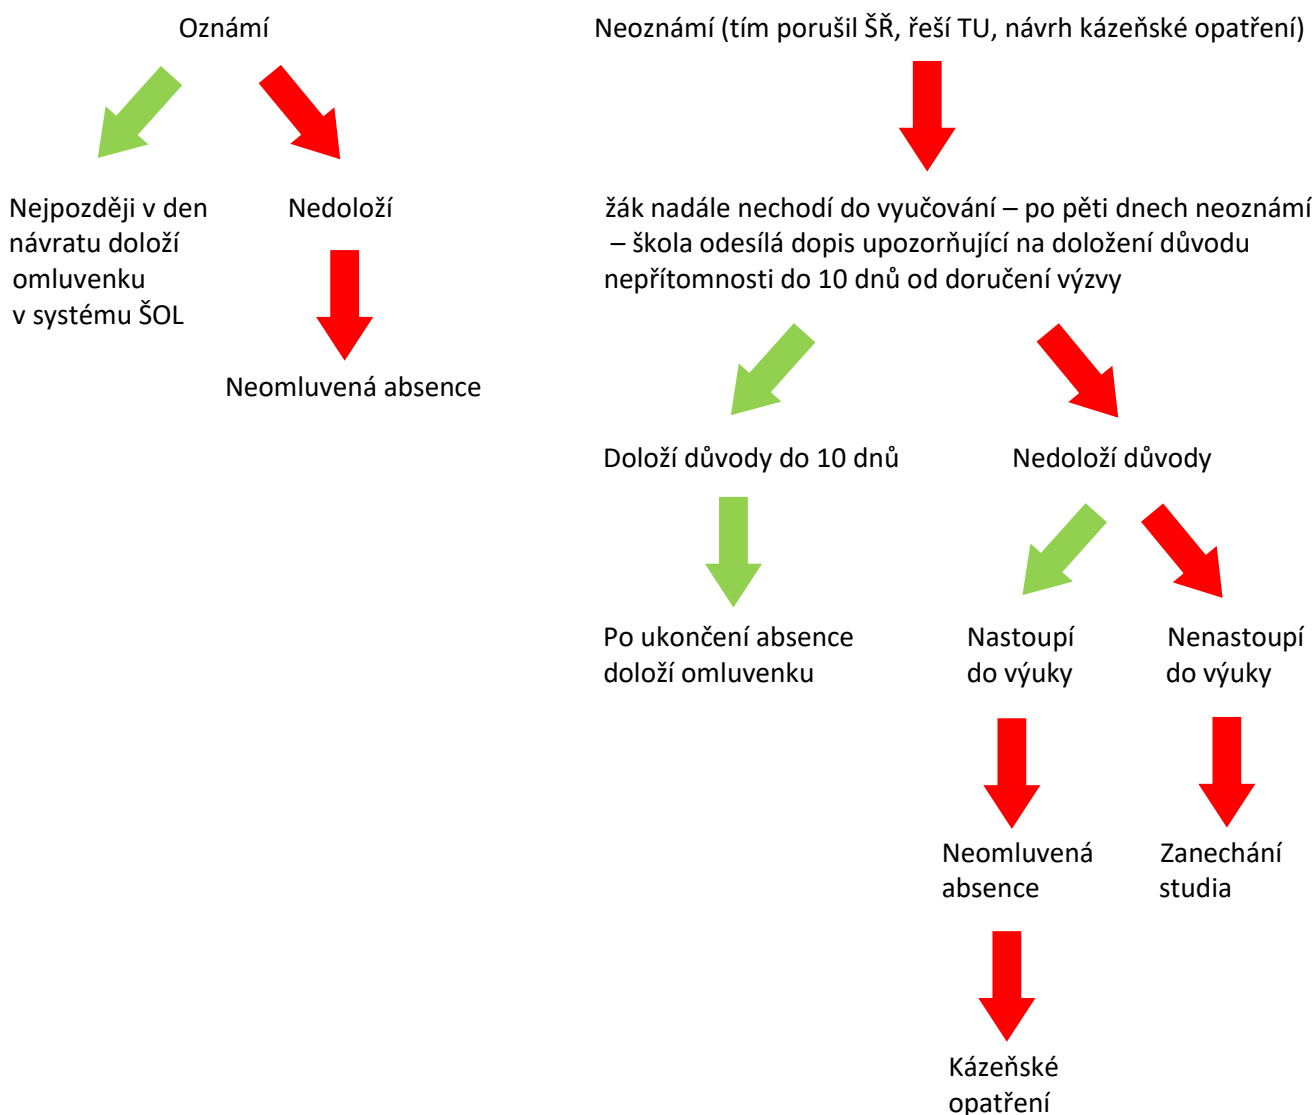 Oznámí
Neoznámí (tím porušil ŠŘ, řeší TU, návrh kázeňské opatření)
Nejpozději v den
návratu doloží
omluvenku
v systému ŠOL
Nedoloží
Neomluvená absence
žák nadále nechodí do vyučování – po pěti dnech neoznámí
– škola odesílá dopis upozorňující na doložení důvodu
nepřítomnosti do 10 dnů od doručení výzvy
Doloží důvody do 10 dnů
Nedoloží důvody
Po ukončení absence
doloží omluvenku
Nastoupí
do výuky
Nenastoupí
do výuky
Neomluvená
absence
Zanechání
studia
Kázeňské
opatření